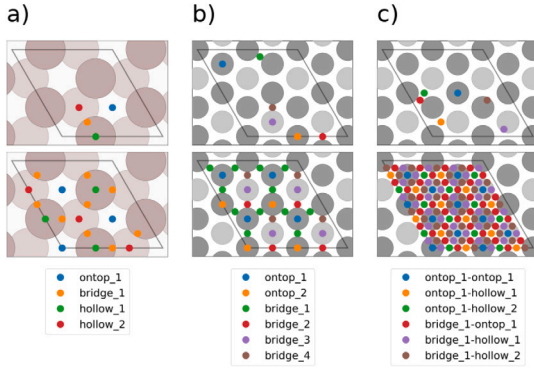 a)
b)
c)
ontop_1
bridge_1
hollow_1
hollow_2
ontop_1
ontop_2
bridge_1
bridge_2
bridge_3
bridge_4
ontop_1-ontop_1
ontop_1-hollow_1
ontop_1-hollow_2
bridge_1-ontop_1
bridge_1-hollow_1
bridge_1-hollow_2